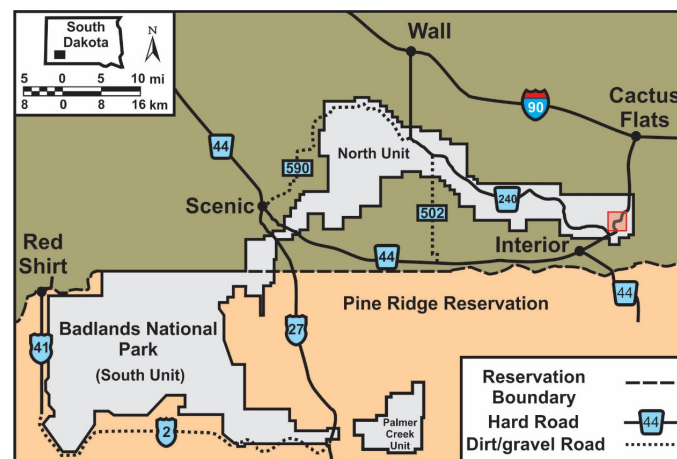 South
Dakota
N
5 0 5 10 mi
8 0 8 16 km
Wall
90
Cactus
Flats
44
590
North Unit
240
Scenic
502
Interior
Red
Shirt
44
44
Pine Ridge Reservation
Badlands National
Park
(South Unit)
41
27
2
Palmer
Creek
Unit
Reservation
Boundary
Hard Road
44
Dirt/gravel Road